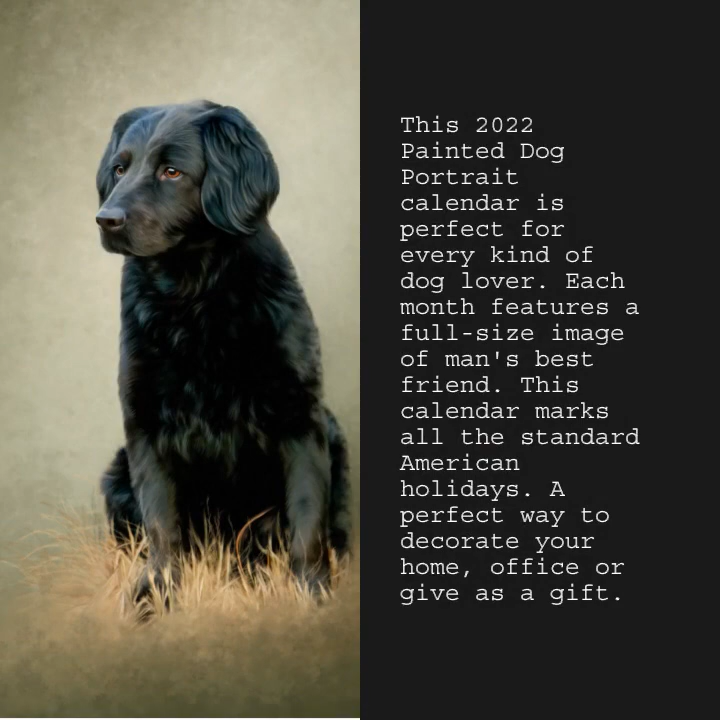 This 2022
Painted Dog
Portrait
calendar is
perfect for
every kind of
dog lover. Each
month features a
full-size image
of man's best
friend. This
calendar marks
all the standard
American
holidays. A
perfect way to
decorate your
home, office or
give as a gift.